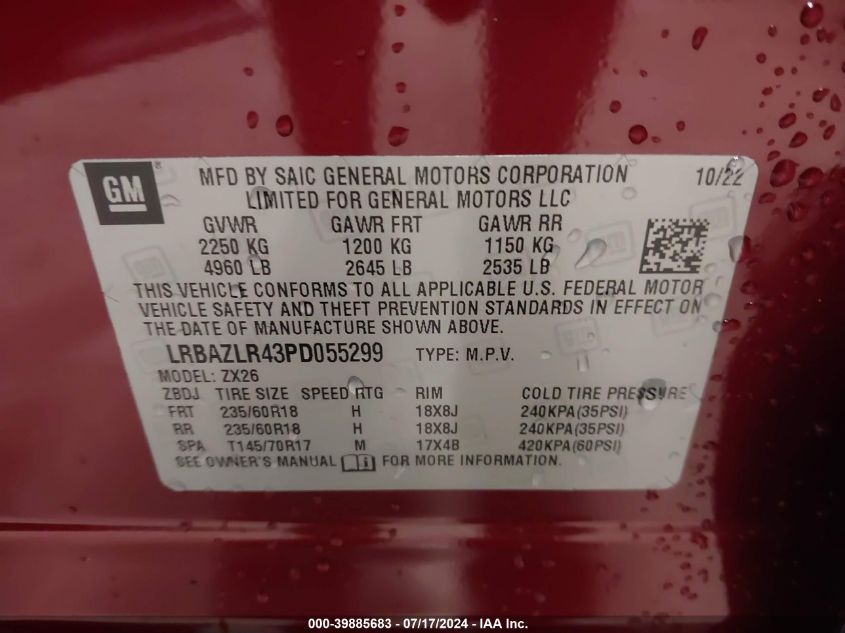 GM
MFD BY SAIC GENERAL MOTORS CORPORATION 10/22
LIMITED FOR GENERAL MOTORS LLC
GVWR GAWR FRT GAWR RR
2250 KG 1200 KG 1150 KG
4960 LB 2645 LB 2535 LB
THIS VEHICLE CONFORMS TO ALL APPLICABLE U.S. FEDERAL MOTOR
VEHICLE SAFETY AND THEFT PREVENTION STANDARDS IN EFFECT ON
THE DATE OF MANUFACTURE SHOWN ABOVE.
LRBAZLR43PD055299 TYPE: M.P.V.
MODEL: ZX26
ZBDJ TIRE SIZE SPEED RTG RIM COLD TIRE PRESSURE
FRT 235/60R18 H 18X8J 240KPA(35PSI)
RR 235/60R18 H 18X8J 240KPA(35PSI)
SPA T145/70R17 M 17X4B 420KPA(60PSI)
SEE OWNER'S MANUAL FOR MORE INFORMATION.
000-39885683 / 07/17/2024 - IAA Inc.